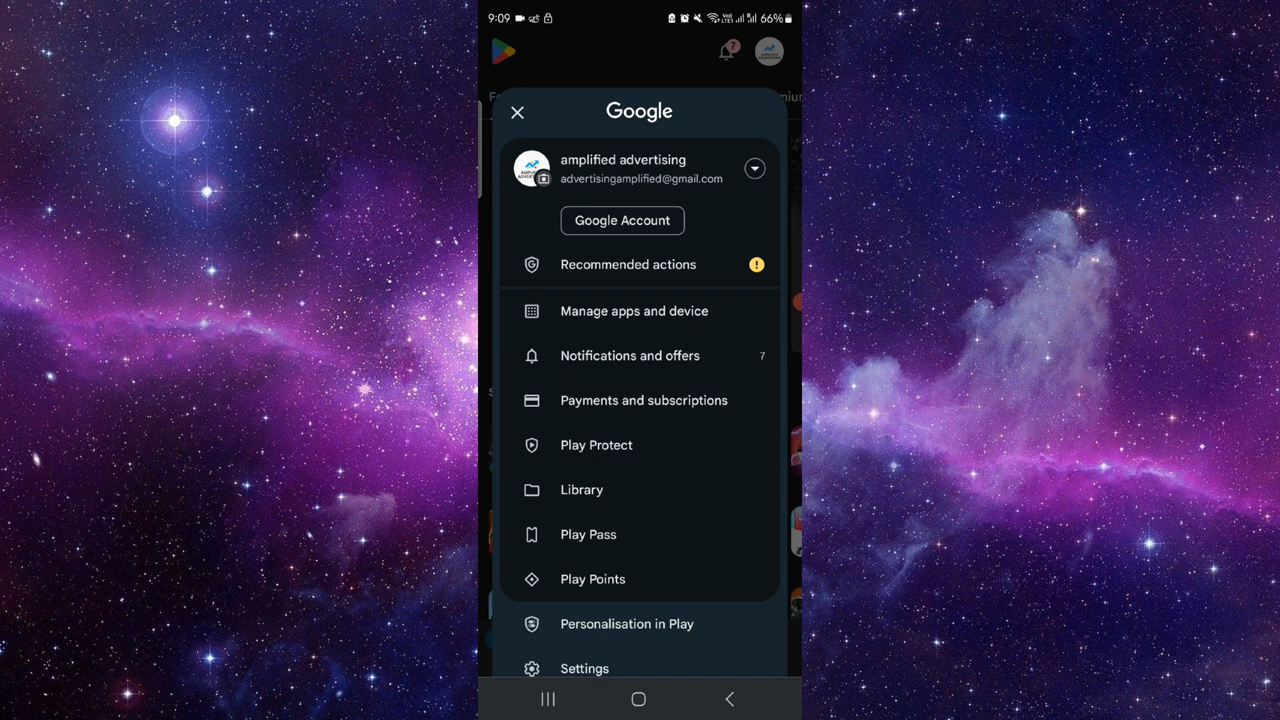 9:09
66%
7
Google
amplified advertising
advertisingamplified@gmail.com
Google Account
Recommended actions
Manage apps and device
Notifications and offers 7
Payments and subscriptions
Play Protect
Library
Play Pass
Play Points
Personalisation in Play
Settings